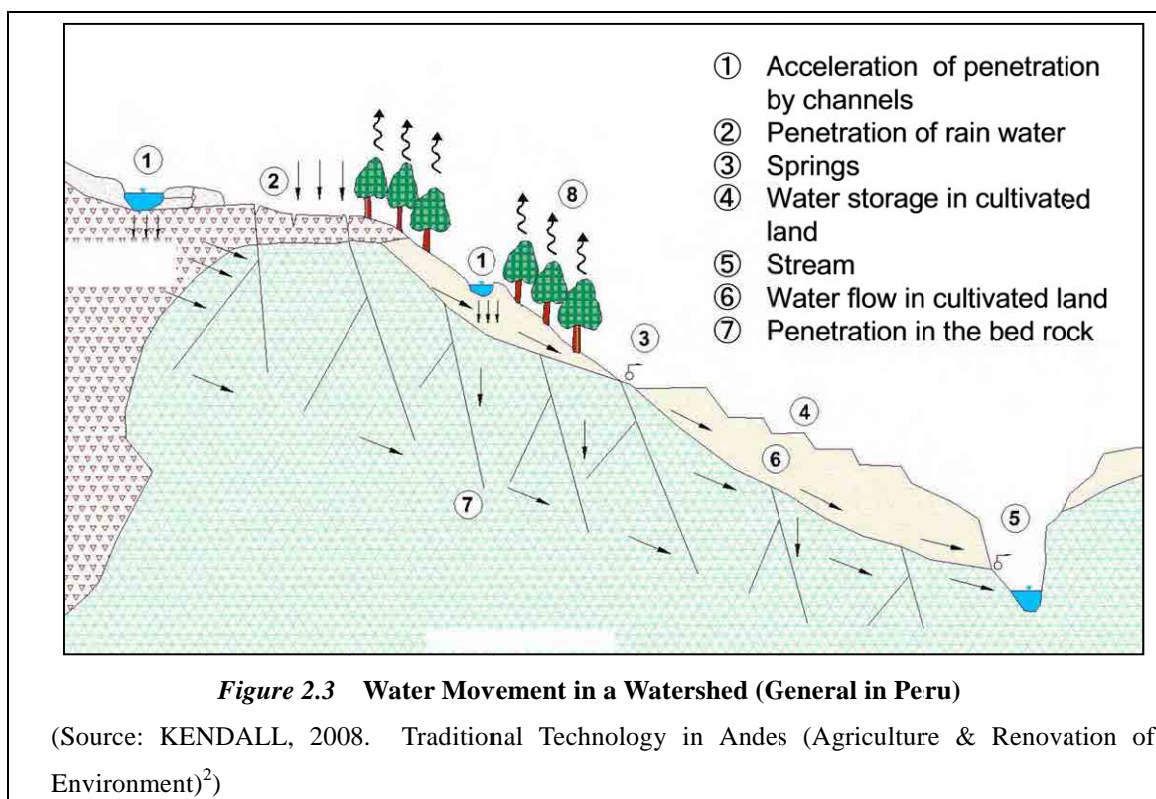 ① Acceleration of penetration
by channels
② Penetration of rain water
③ Springs
④ Water storage in cultivated
land
⑤ Stream
⑥ Water flow in cultivated land
⑦ Penetration in the bed rock
1
2
8
1
3
4
6
7
5
Figure 2.3 Water Movement in a Watershed (General in Peru)
(Source: KENDALL, 2008. Traditional Technology in Andes (Agriculture & Renovation of
Environment)²)